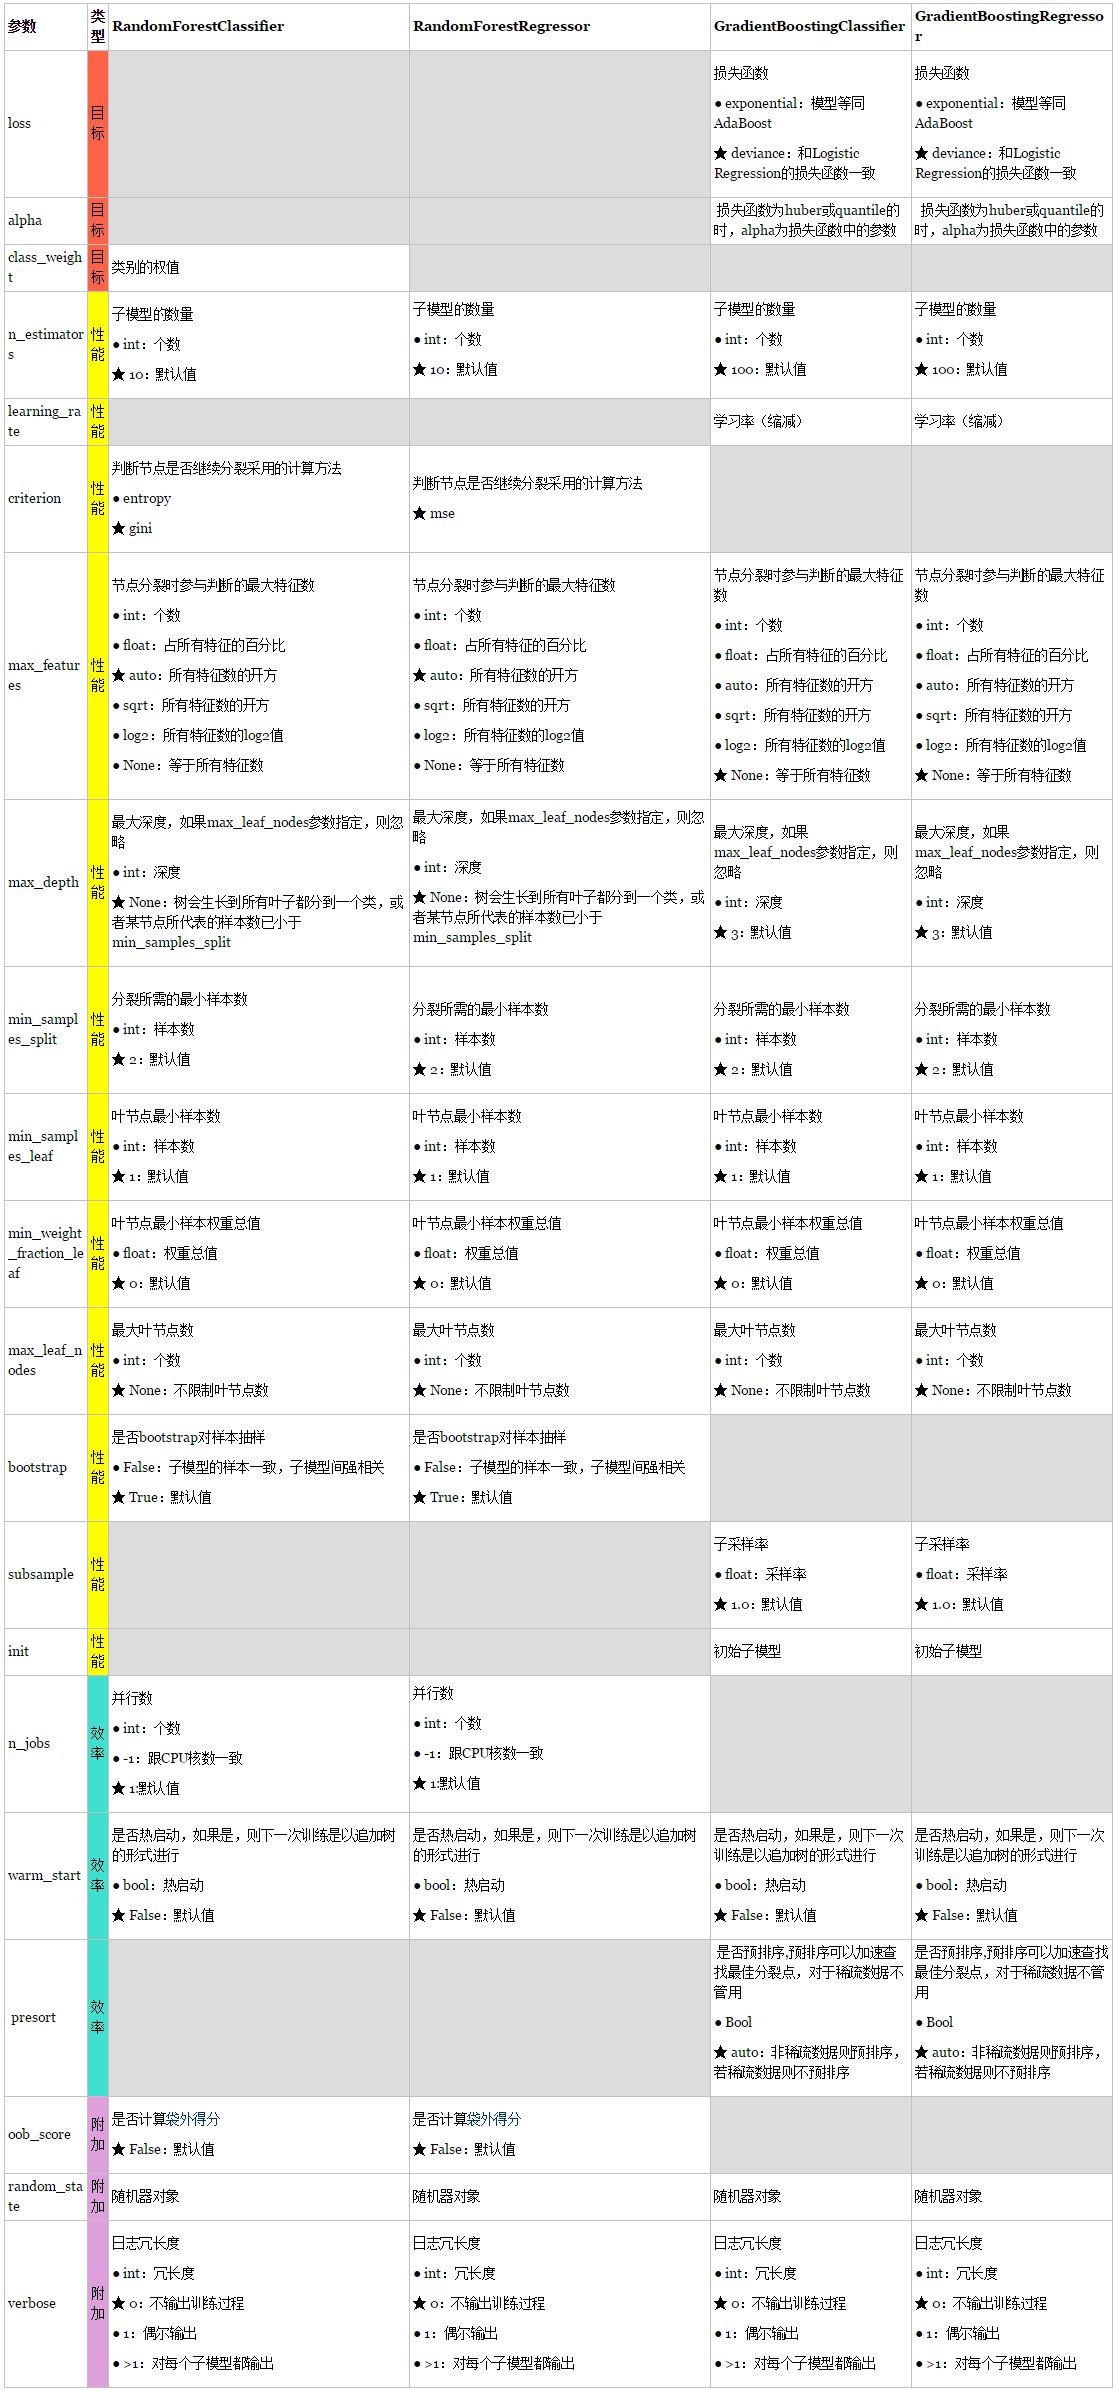 参数
类
型
RandomForestClassifier
RandomForestRegressor
GradientBoostingClassifier
GradientBoostingRegresso
r
loss
目
标
损失函数
● exponential：模型等同
AdaBoost
★ deviance：和Logistic
Regression的损失函数一致
损失函数
● exponential：模型等同
AdaBoost
★ deviance：和Logistic
Regression的损失函数一致
alpha
目
标
损失函数为huber或quantile的
时，alpha为损失函数中的参数
损失函数为huber或quantile的
时，alpha为损失函数中的参数
class_weigh
t
目
标
类别的权值
n_estimator
s
性
能
子模型的数量
● int：个数
★ 10：默认值
子模型的数量
● int：个数
★ 10：默认值
子模型的数量
● int：个数
★ 100：默认值
子模型的数量
● int：个数
★ 100：默认值
learning_ra
te
性
能
学习率（缩减）
学习率（缩减）
criterion
性
能
判断节点是否继续分裂采用的计算方法
● entropy
★ gini
判断节点是否继续分裂采用的计算方法
★ mse
max_featur
es
性
能
节点分裂时参与判断的最大特征数
● int：个数
● float：占所有特征的百分比
★ auto：所有特征数的开方
● sqrt：所有特征数的开方
● log2：所有特征数的log2值
● None：等于所有特征数
节点分裂时参与判断的最大特征数
● int：个数
● float：占所有特征的百分比
★ auto：所有特征数的开方
● sqrt：所有特征数的开方
● log2：所有特征数的log2值
● None：等于所有特征数
节点分裂时参与判断的最大特征
数
● int：个数
● float：占所有特征的百分比
● auto：所有特征数的开方
● sqrt：所有特征数的开方
● log2：所有特征数的log2值
★ None：等于所有特征数
节点分裂时参与判断的最大特征
数
● int：个数
● float：占所有特征的百分比
● auto：所有特征数的开方
● sqrt：所有特征数的开方
● log2：所有特征数的log2值
★ None：等于所有特征数
max_depth
性
能
最大深度，如果max_leaf_nodes参数指定，则忽
略
● int：深度
★ None：树会生长到所有叶子都分到一个类，或
者某节点所代表的样本数已小于
min_samples_split
最大深度，如果max_leaf_nodes参数指定，则忽
略
● int：深度
★ None：树会生长到所有叶子都分到一个类，或
者某节点所代表的样本数已小于
min_samples_split
最大深度，如果
max_leaf_nodes参数指定，则
忽略
● int：深度
★ 3：默认值
最大深度，如果
max_leaf_nodes参数指定，则
忽略
● int：深度
★ 3：默认值
min_sampl
es_split
性
能
分裂所需的最小样本数
● int：样本数
★ 2：默认值
分裂所需的最小样本数
● int：样本数
★ 2：默认值
分裂所需的最小样本数
● int：样本数
★ 2：默认值
分裂所需的最小样本数
● int：样本数
★ 2：默认值
min_sampl
es_leaf
性
能
叶节点最小样本数
● int：样本数
★ 1：默认值
叶节点最小样本数
● int：样本数
★ 1：默认值
叶节点最小样本数
● int：样本数
★ 1：默认值
叶节点最小样本数
● int：样本数
★ 1：默认值
min_weight
_fraction_le
af
性
能
叶节点最小样本权重总值
● float：权重总值
★ 0：默认值
叶节点最小样本权重总值
● float：权重总值
★ 0：默认值
叶节点最小样本权重总值
● float：权重总值
★ 0：默认值
叶节点最小样本权重总值
● float：权重总值
★ 0：默认值
max_leaf_n
odes
性
能
最大叶节点数
● int：个数
★ None：不限制叶节点数
最大叶节点数
● int：个数
★ None：不限制叶节点数
最大叶节点数
● int：个数
★ None：不限制叶节点数
最大叶节点数
● int：个数
★ None：不限制叶节点数
bootstrap
性
能
是否bootstrap对样本抽样
● False：子模型的样本一致，子模型间强相关
★ True：默认值
是否bootstrap对样本抽样
● False：子模型的样本一致，子模型间强相关
★ True：默认值
subsample
性
能
子采样率
● float：采样率
★ 1.0：默认值
子采样率
● float：采样率
★ 1.0：默认值
init
性
能
初始子模型
初始子模型
n_jobs
效
率
并行数
● int：个数
● -1：跟CPU核数一致
★ 1:默认值
并行数
● int：个数
● -1：跟CPU核数一致
★ 1:默认值
warm_start
效
率
是否热启动，如果是，则下一次训练是以追加树
的形式进行
● bool：热启动
★ False：默认值
是否热启动，如果是，则下一次训练是以追加树
的形式进行
● bool：热启动
★ False：默认值
是否热启动，如果是，则下一次
训练是以追加树的形式进行
● bool：热启动
★ False：默认值
是否热启动，如果是，则下一次
训练是以追加树的形式进行
● bool：热启动
★ False：默认值
presort
效
率
是否预排序,预排序可以加速查
找最佳分裂点，对于稀疏数据不
管用
● Bool
★ auto：非稀疏数据则预排序，
若稀疏数据则不预排序
是否预排序,预排序可以加速查找
最佳分裂点，对于稀疏数据不管
用
● Bool
★ auto：非稀疏数据则预排序，
若稀疏数据则不预排序
oob_score
附
加
是否计算袋外得分
★ False：默认值
是否计算袋外得分
★ False：默认值
random_sta
te
附
加
随机器对象
随机器对象
随机器对象
随机器对象
verbose
附
加
日志冗长度
● int：冗长度
★ 0：不输出训练过程
● 1：偶尔输出
● >1：对每个子模型都输出
日志冗长度
● int：冗长度
★ 0：不输出训练过程
● 1：偶尔输出
● >1：对每个子模型都输出
日志冗长度
● int：冗长度
★ 0：不输出训练过程
● 1：偶尔输出
● >1：对每个子模型都输出
日志冗长度
● int：冗长度
★ 0：不输出训练过程
● 1：偶尔输出
● >1：对每个子模型都输出